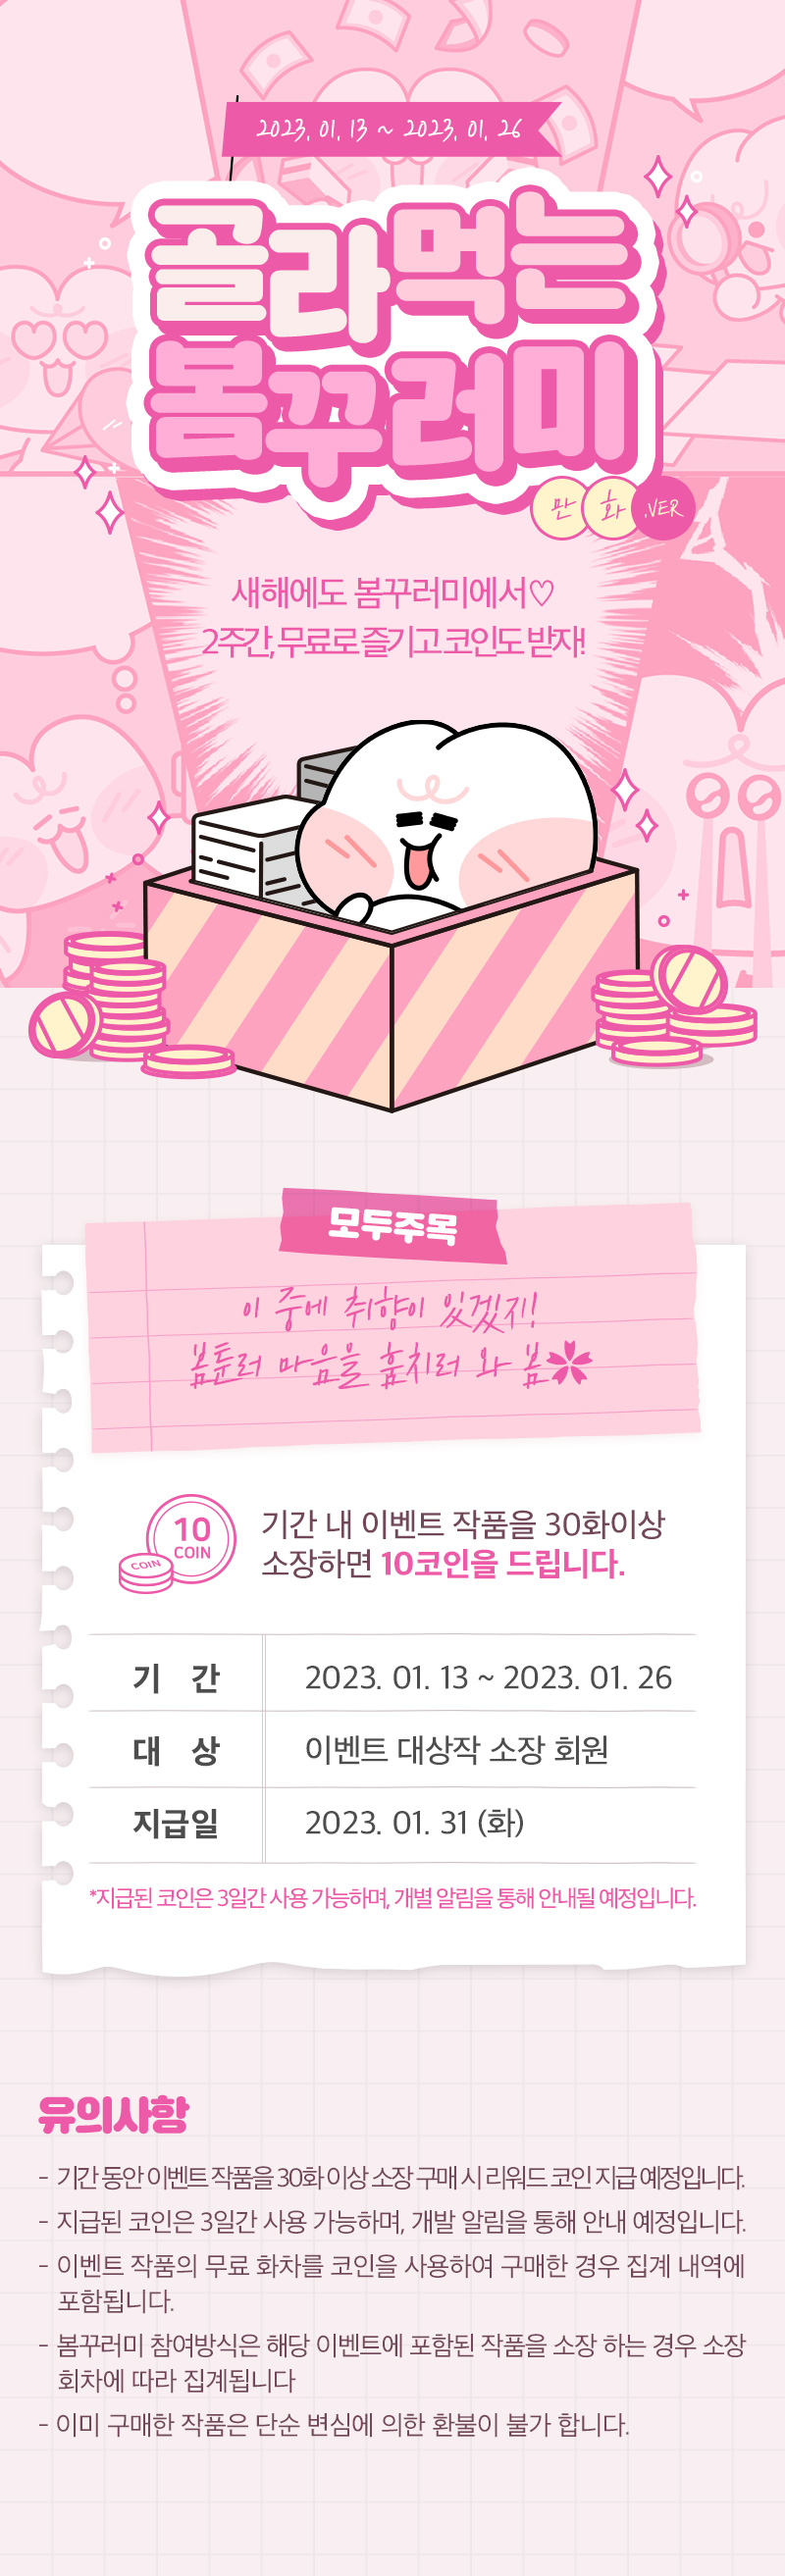 2023. 01. 13 ~ 2023. 01. 26
골라먹는
봄꾸러미
만화.VER
새해에도 봄꾸러미에서♡
2주간, 무료로 즐기고 코인도 받자!
모두주목
이 중에 취향이 있겠지!
봄툰러 마음을 훔치러 와 봄
10
COIN
COIN
기간 내 이벤트 작품을 30화이상
소장하면 10코인을 드립니다.
기 간 2023. 01. 13 ~ 2023. 01. 26
대 상 이벤트 대상작 소장 회원
지급일 2023. 01. 31 (화)
*지급된 코인은 3일간 사용 가능하며, 개별 알림을 통해 안내될 예정입니다.
유의사항
- 기간 동안 이벤트 작품을 30화 이상 소장 구매 시 리워드 코인 지급 예정입니다.
- 지급된 코인은 3일간 사용 가능하며, 개발 알림을 통해 안내 예정입니다.
- 이벤트 작품의 무료 화차를 코인을 사용하여 구매한 경우 집계 내역에
포함됩니다.
- 봄꾸러미 참여방식은 해당 이벤트에 포함된 작품을 소장 하는 경우 소장
회차에 따라 집계됩니다
- 이미 구매한 작품은 단순 변심에 의한 환불이 불가 합니다.